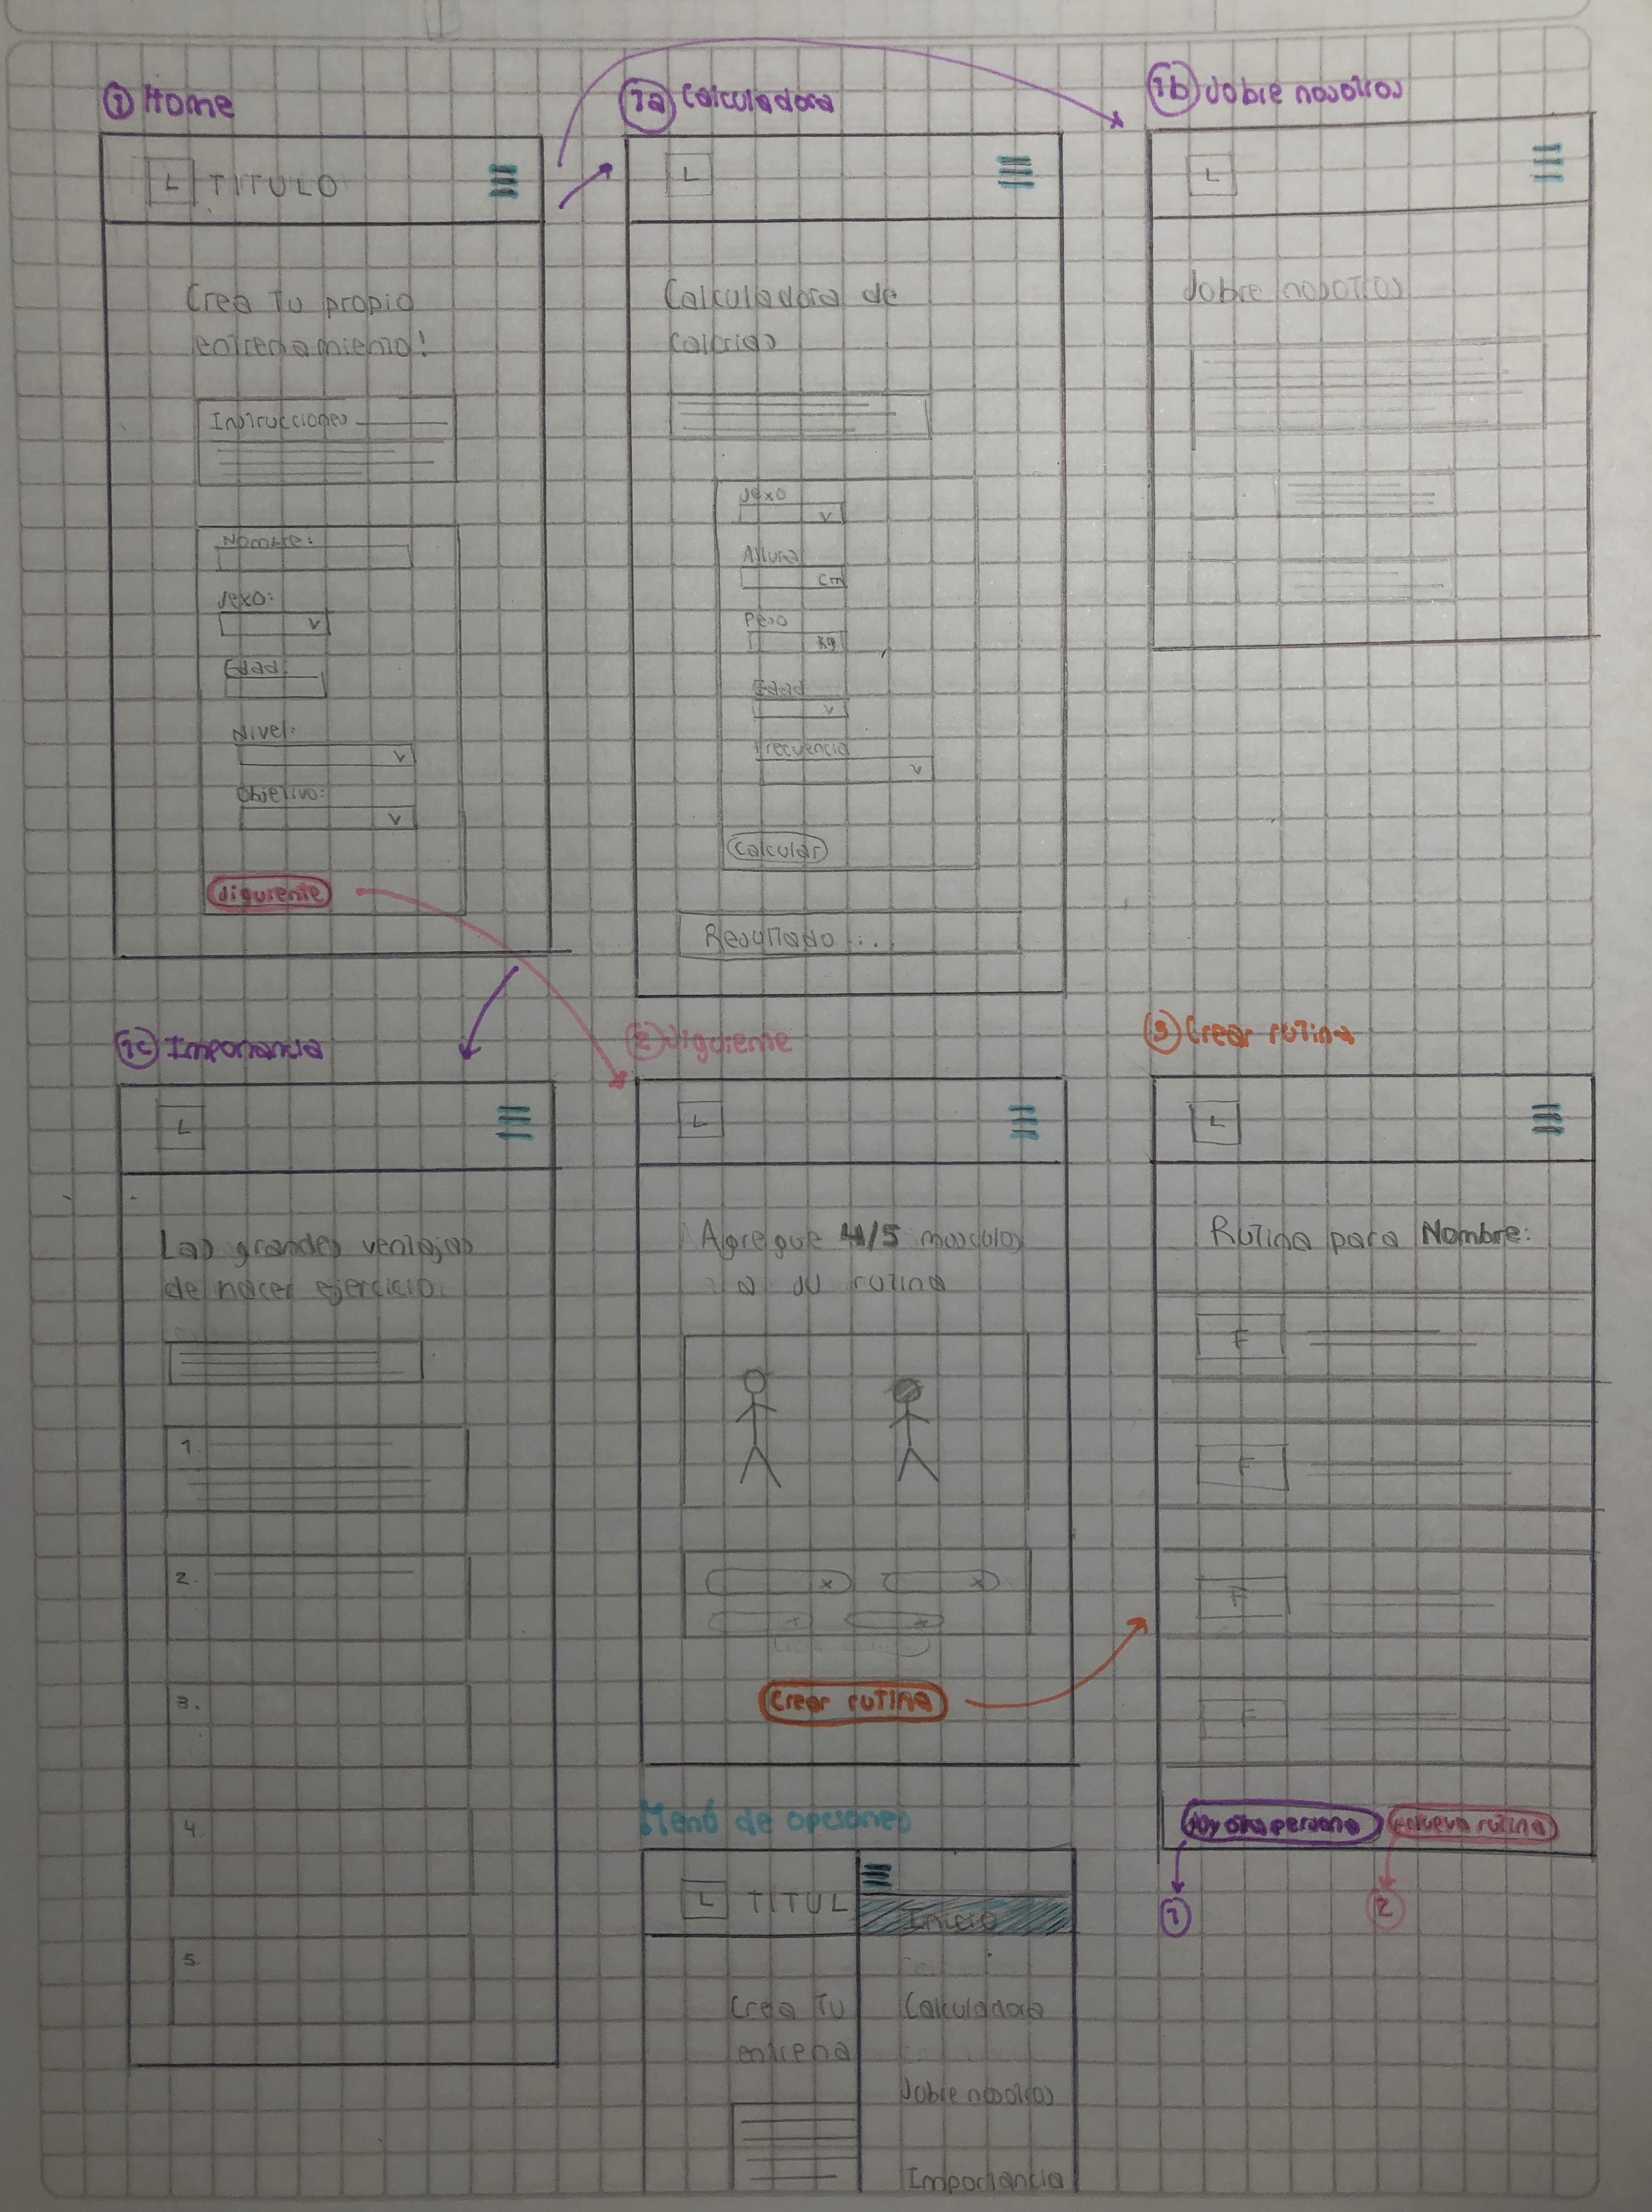 1 Home
L TITULO
Crea Tu propio
entrenamiento!
Instrucciones
Nombre:
Sexo:
V
Edad:
Nivel:
V
Objetivo:
V
Siguiente
1a Calculadora
L
Calculadora de
Calorias
Sexo
V
Altura
Cm
Peso
Kg
Edad
V
Frecuencia
V
Calcular
Resultado ...
1b Sobre nosotros
L
Sobre nosotros
1c Importancia
L
Las grandes ventajas
de hacer ejercicio.
1.
2.
3.
4.
5.
2 Siguiente
L
Agregue 4/5 musculos
a su rutina
x x
x x
Crear rutina
3 Crear rutina
L
Rutina para Nombre:
F
F
F
F
Soy otra persona
Nueva rutina
1 2
Menú de opciones
L TITUL
Inicio
Crea Tu
entrena
Calculadora
Sobre nosotros
Importancia